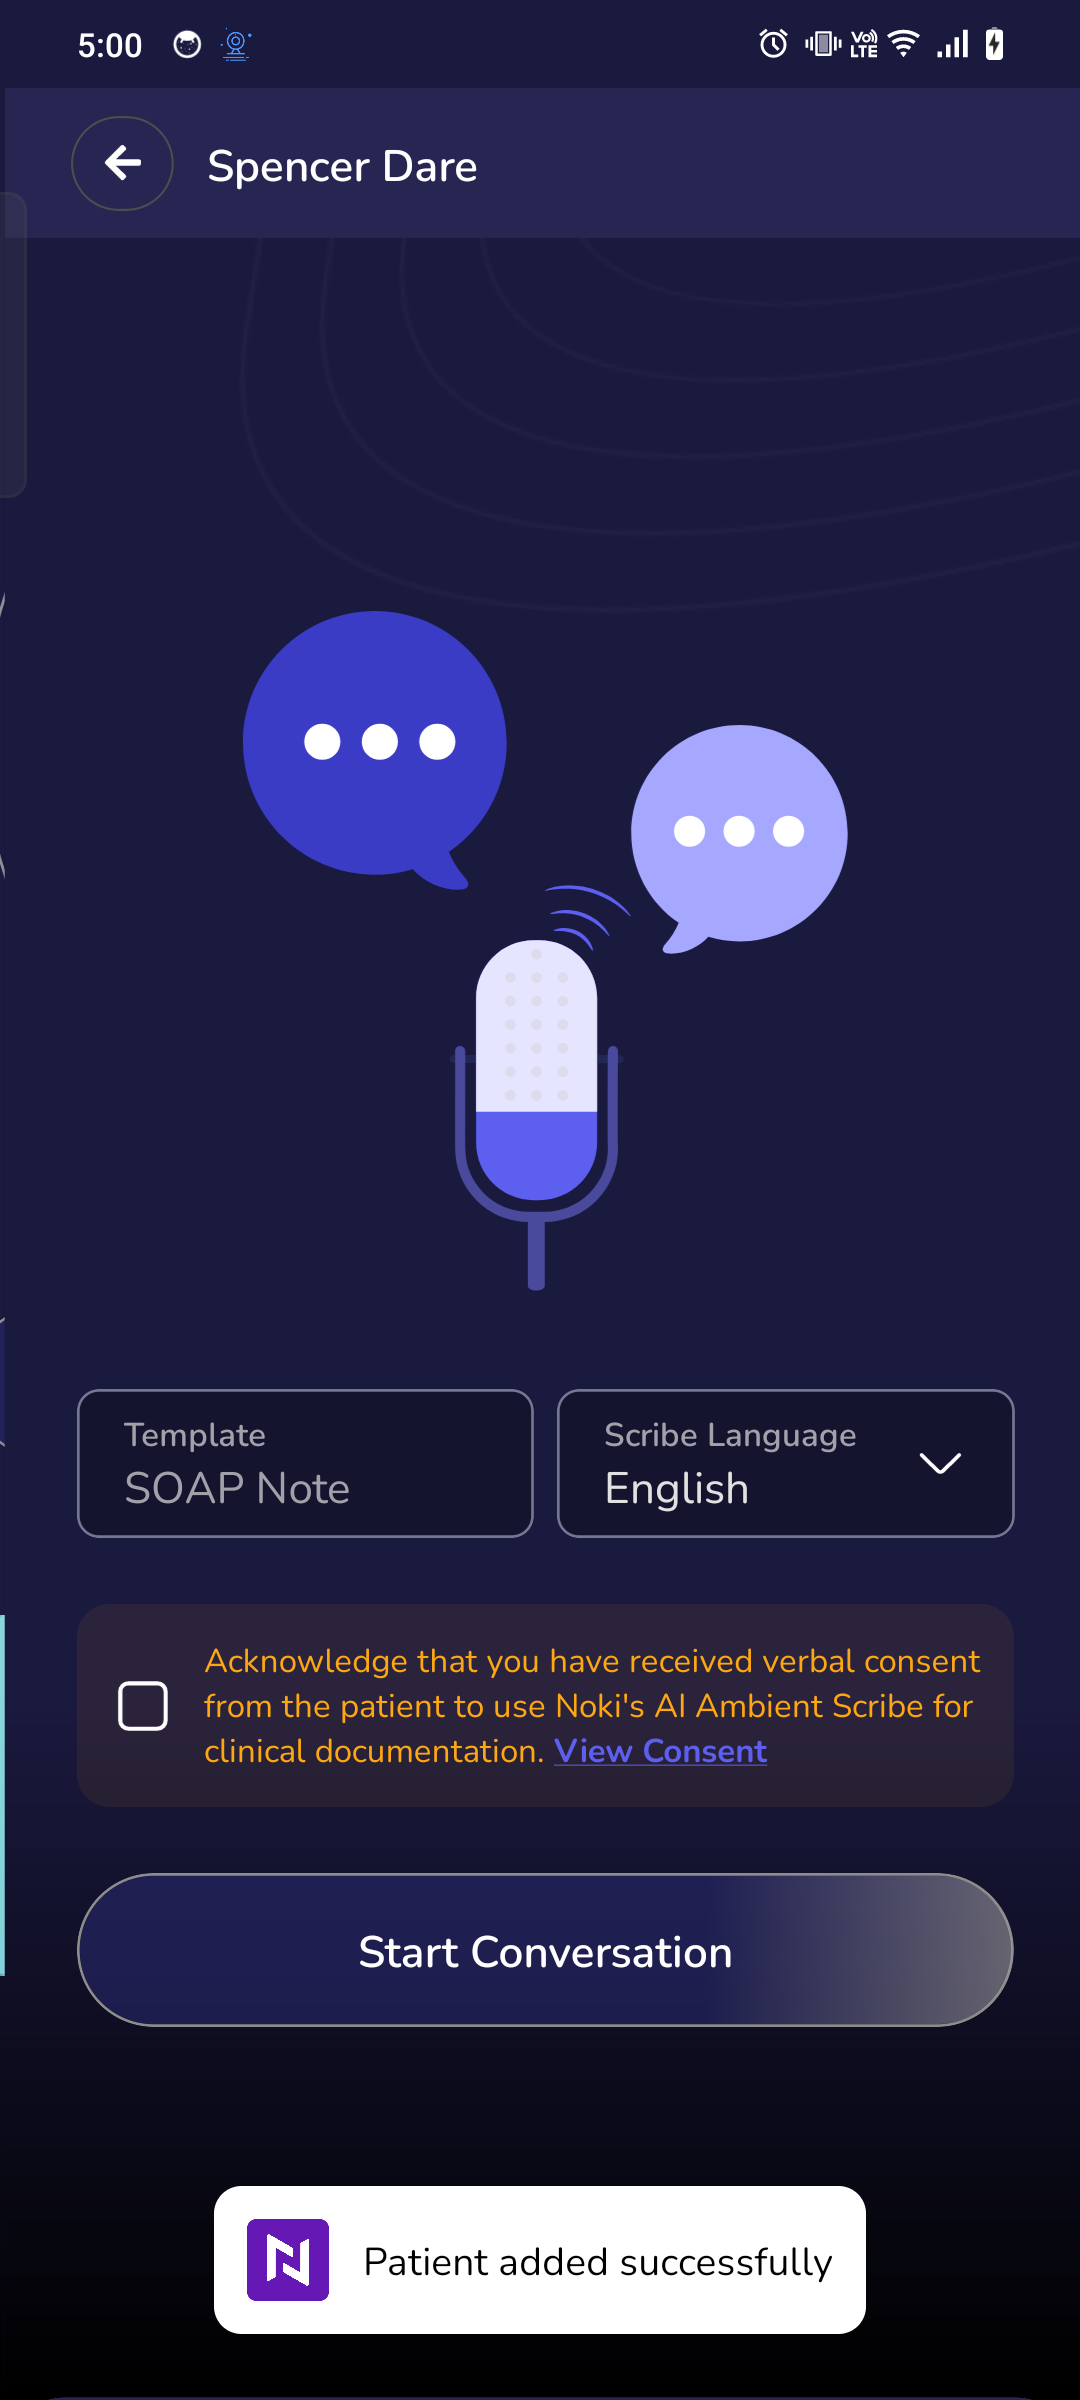 5:00
Vo) LTE
Spencer Dare
Template
SOAP Note
Scribe Language
English
Acknowledge that you have received verbal consent
from the patient to use Noki's AI Ambient Scribe for
clinical documentation. View Consent
Start Conversation
Patient added successfully